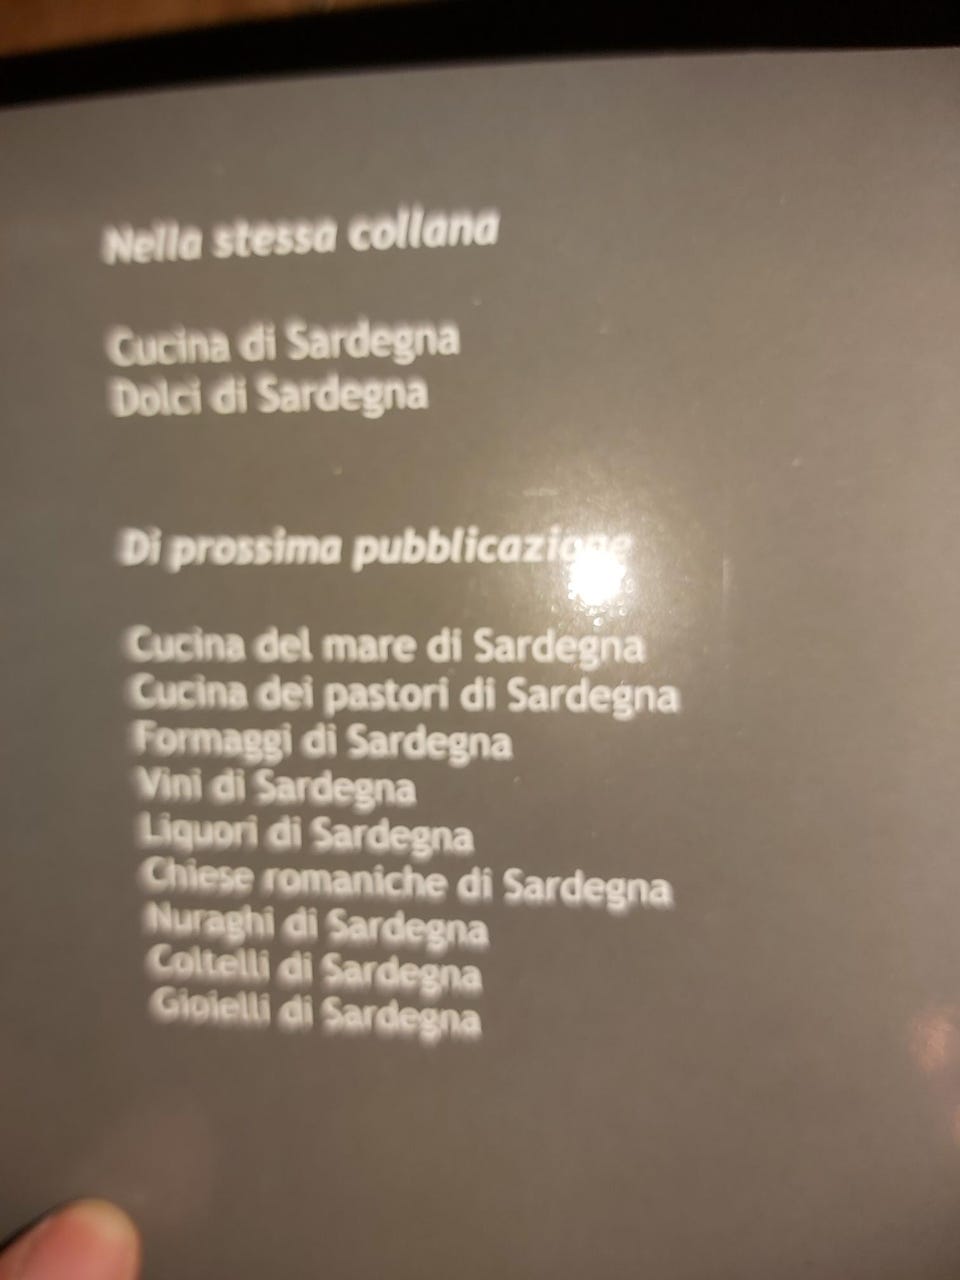 Nella stessa collana
Cucina di Sardegna
Dolci di Sardegna
Di prossima pubblicazione
Cucina del mare di Sardegna
Cucina dei pastori di Sardegna
Formaggi di Sardegna
Vini di Sardegna
Liquori di Sardegna
Chiese romaniche di Sardegna
Nuraghi di Sardegna
Coltelli di Sardegna
Gioielli di Sardegna